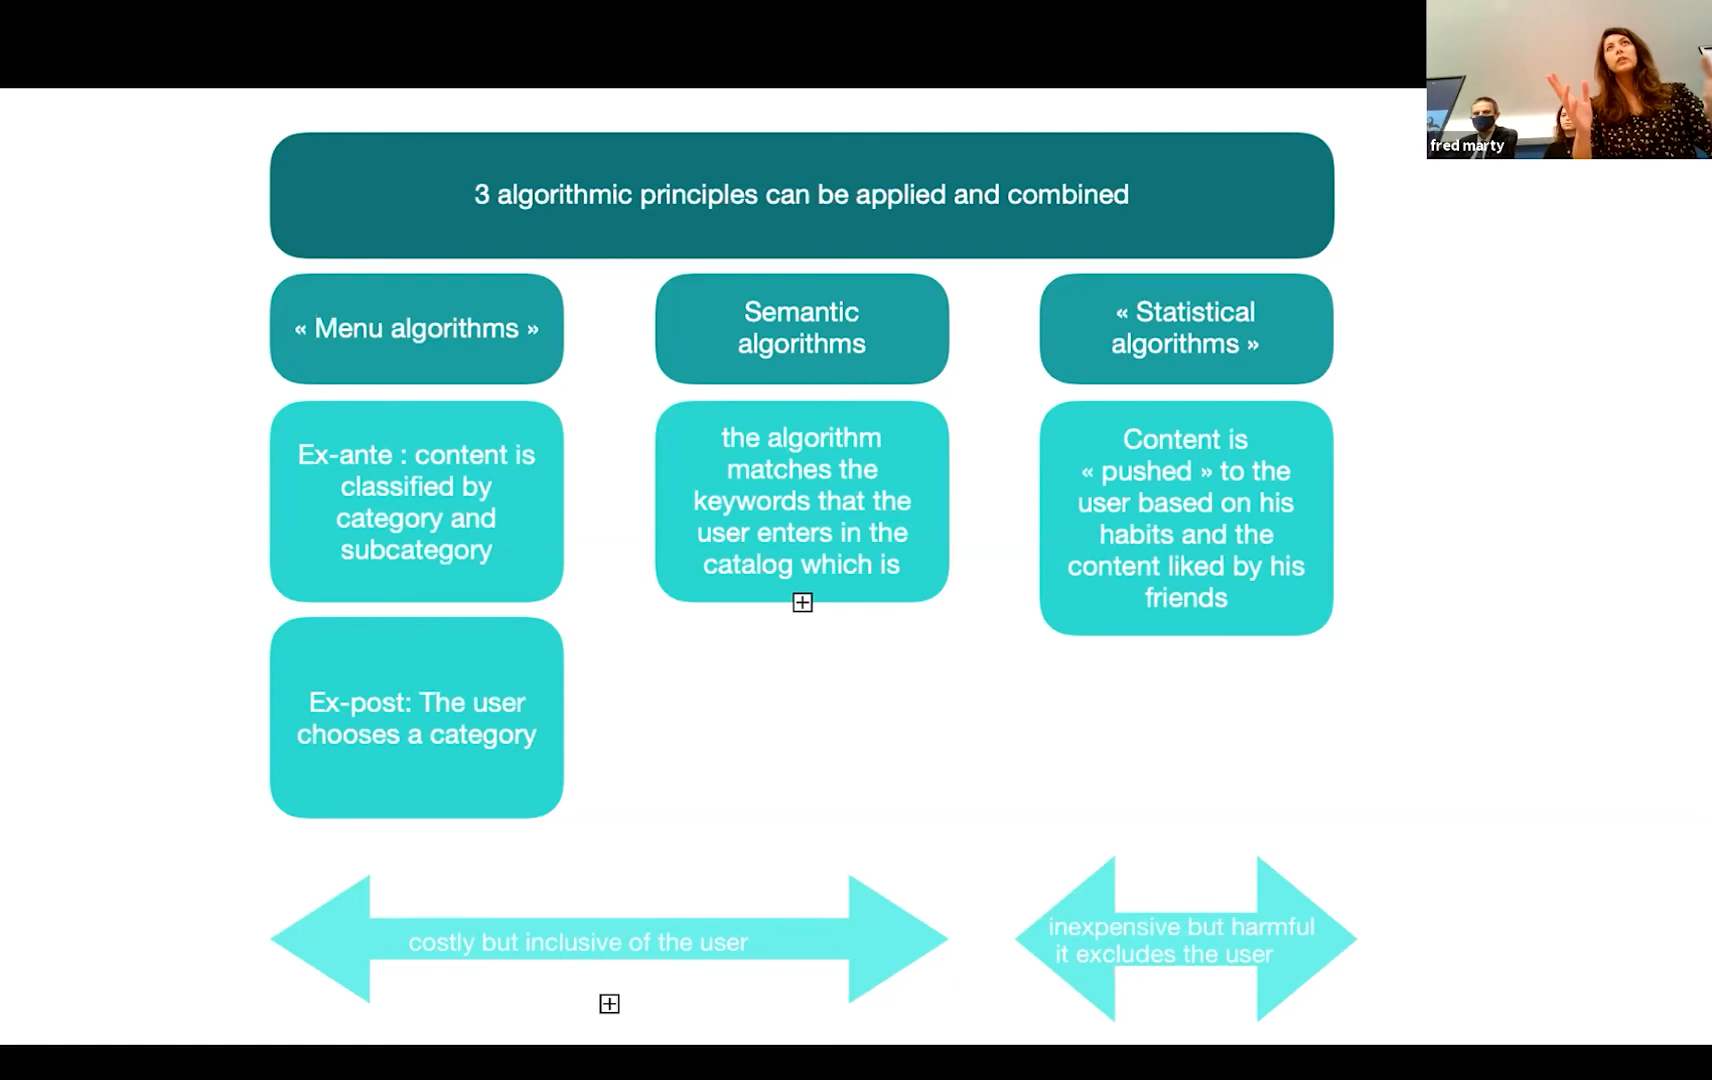 fred marty
3 algorithmic principles can be applied and combined
« Menu algorithms »
Semantic
algorithms
« Statistical
algorithms »
Ex-ante : content is
classified by
category and
subcategory
the algorithm
matches the
keywords that the
user enters in the
catalog which is
Content is
« pushed » to the
user based on his
habits and the
content liked by his
friends
Ex-post: The user
chooses a category
costly but inclusive of the user
inexpensive but harmful
it excludes the user